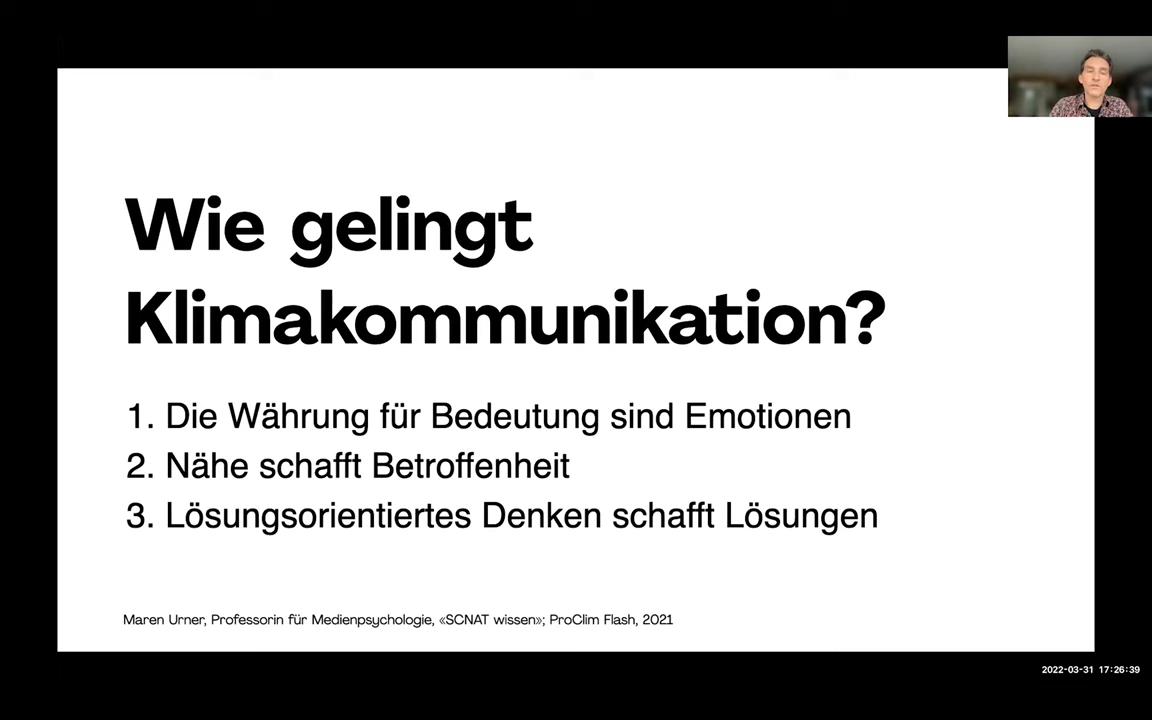 Wie gelingt
Klimakommunikation?
1. Die Währung für Bedeutung sind Emotionen
2. Nähe schafft Betroffenheit
3. Lösungsorientiertes Denken schafft Lösungen
Maren Urner, Professorin für Medienpsychologie, «SCNAT wissen»; ProClim Flash, 2021
2022-03-31 17:26:39